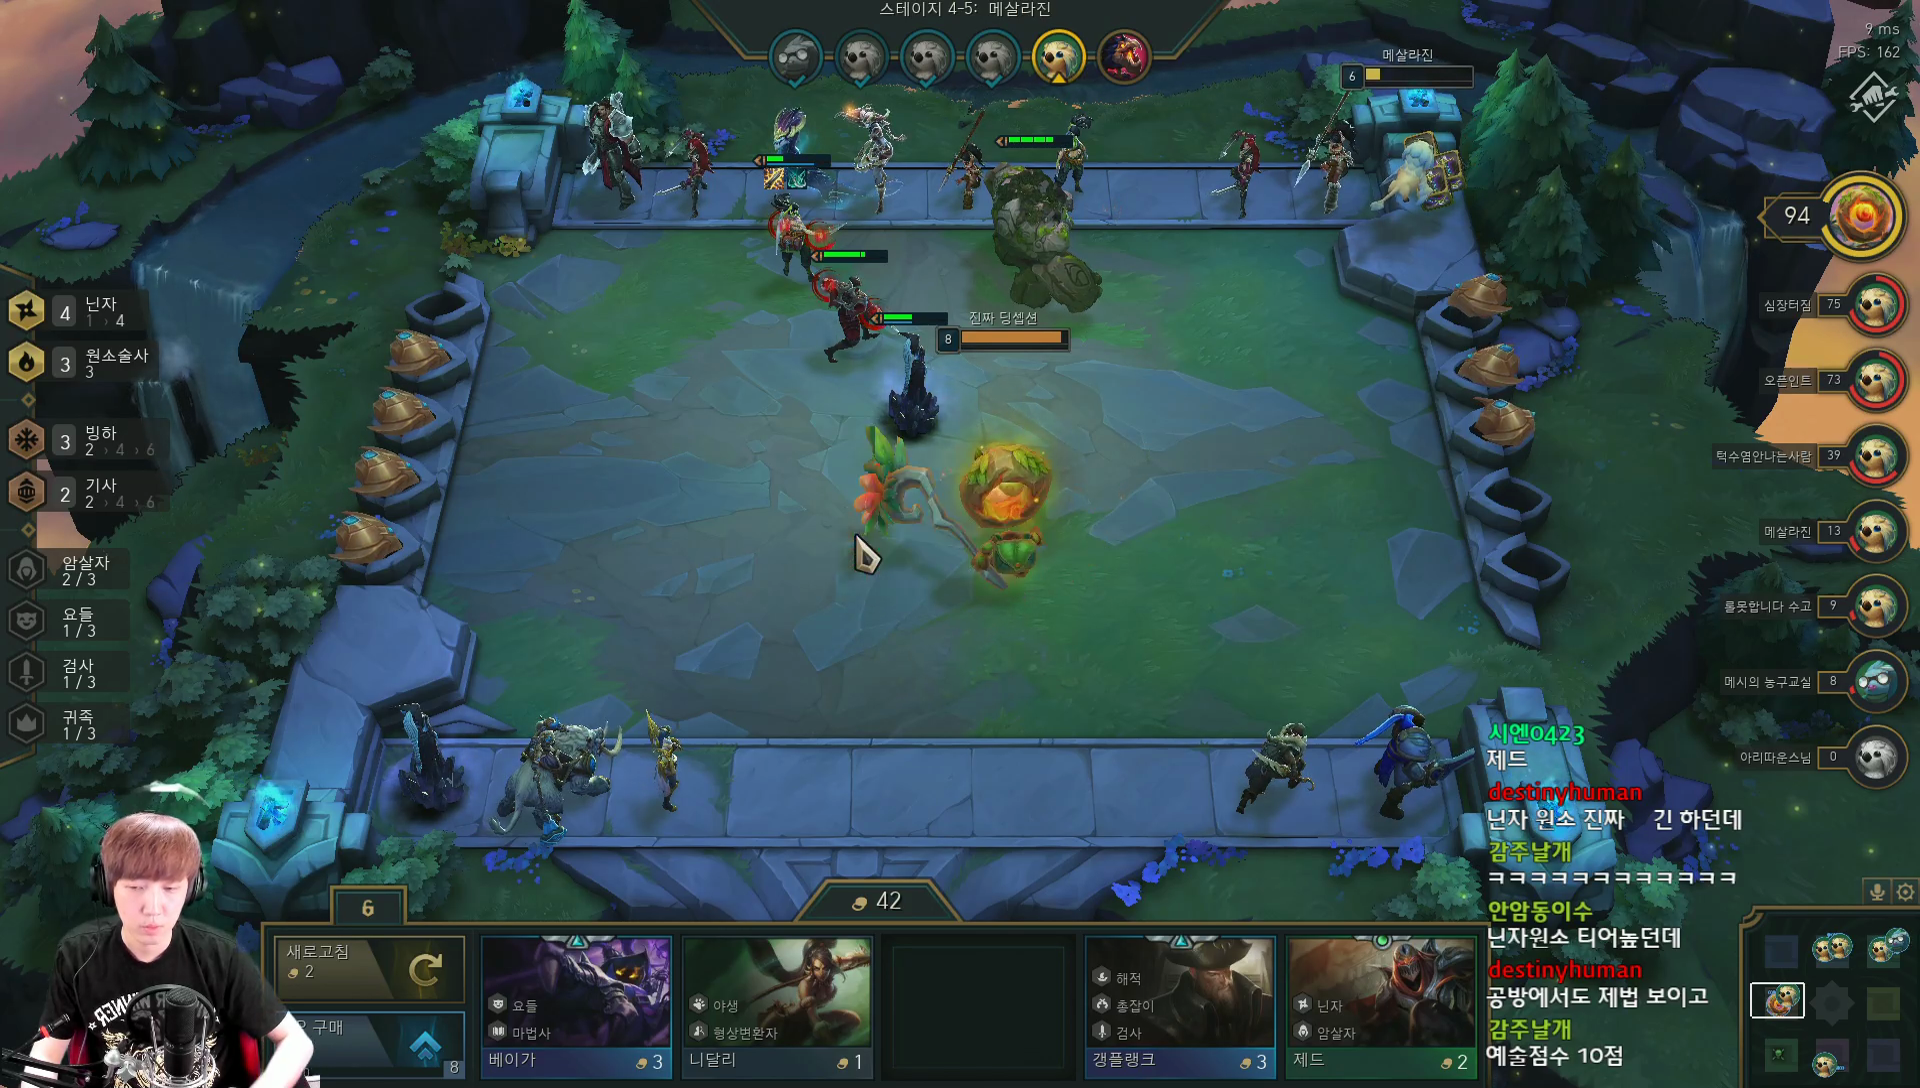 스테이지 4-5: 메살라진
9 ms
FPS: 162
메살라진
6
94
심장터짐 75
오픈인트 73
턱수염안나는사람 39
메살라진 13
롤못합니다 수고 9
메시의 농구교실 8
아리따운스님 0
4 닌자
1 › 4
3 원소술사
3
3 빙하
2 › 4 › 6
2 기사
2 › 4 › 6
암살자
2 / 3
요들
1 / 3
검사
1 / 3
귀족
1 / 3
진짜 딩셉션
8
시엔0423
제드
destinyhuman
닌자 원소 진짜 긴 하던데
감주날개
ㅋㅋㅋㅋㅋㅋㅋㅋㅋㅋㅋㅋ
안암동이수
닌자원소 티어높던데
destinyhuman
공방에서도 제법 보이고
감주날개
예술점수 10점
6
42
새로고침
2
구매
8
요들
마법사
베이가 3
야생
형상변환자
니달리 1
해적
총잡이
검사
갱플랭크 3
닌자
암살자
제드 2